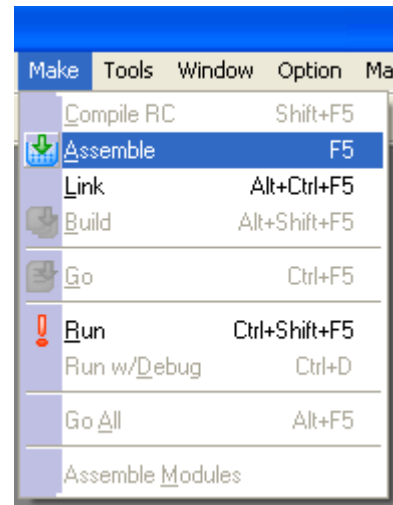 Make Tools Window Option Ma
Compile RC Shift+F5
Assemble F5
Link Alt+Ctrl+F5
Build Alt+Shift+F5
Go Ctrl+F5
Run Ctrl+Shift+F5
Run w/Debug Ctrl+D
Go All Alt+F5
Assemble Modules